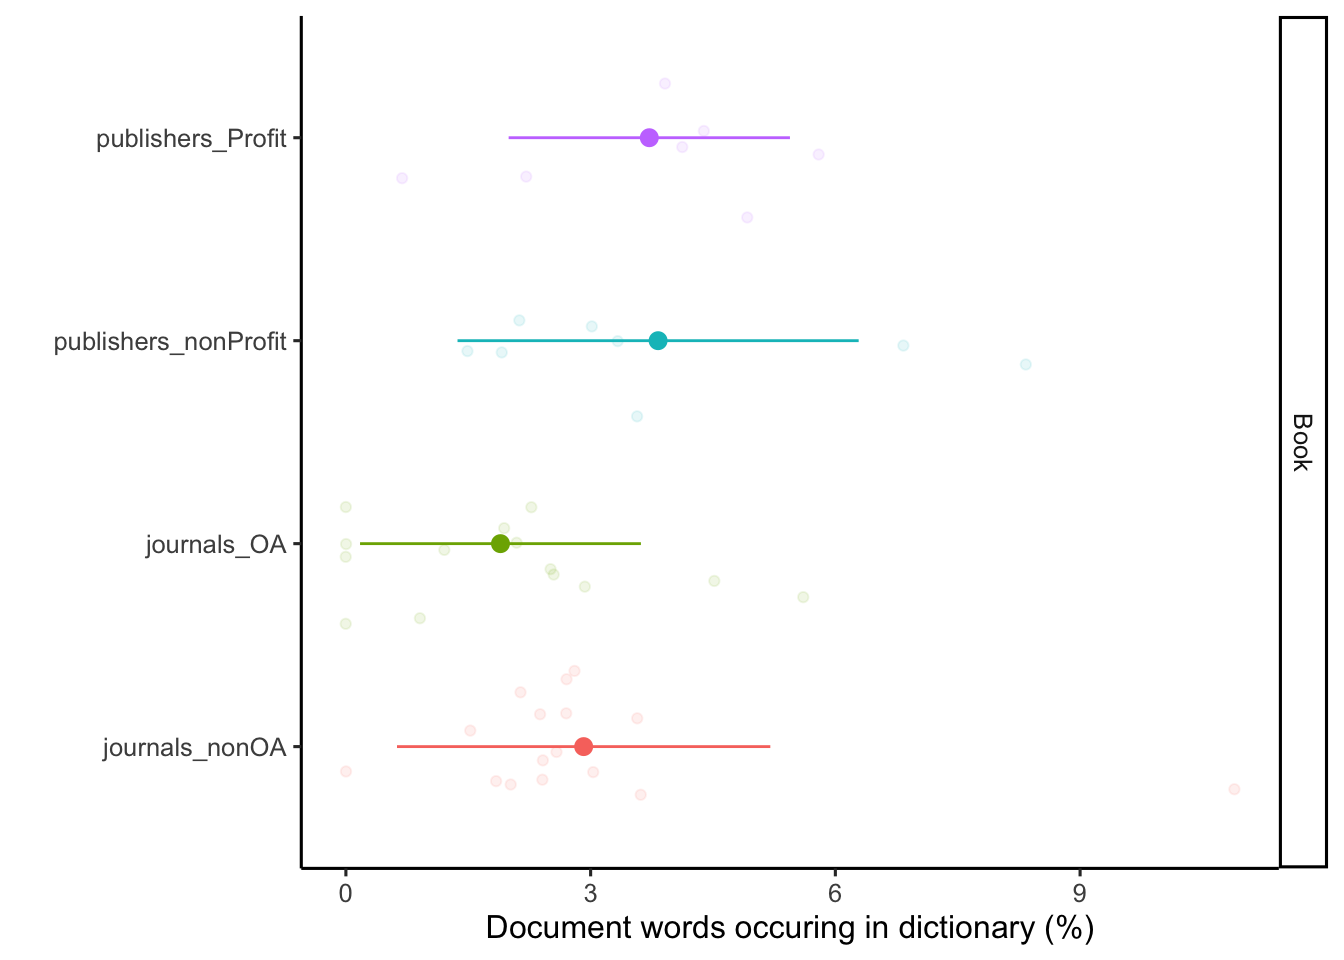 publishers_Profit
publishers_nonProfit
journals_OA
journals_nonOA
Book
0 3 6 9
Document words occuring in dictionary (%)